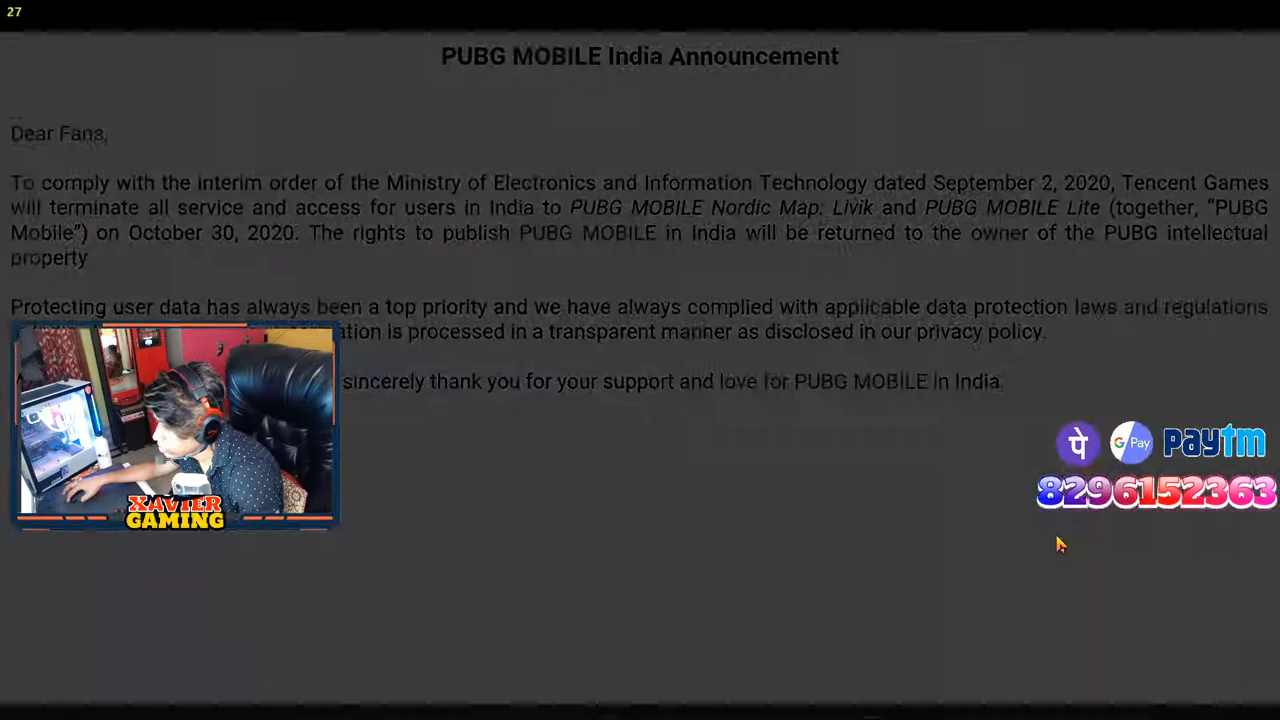 27
PUBG MOBILE India Announcement
Dear Fans,
To comply with the interim order of the Ministry of Electronics and Information Technology dated September 2, 2020, Tencent Games
will terminate all service and access for users in India to PUBG MOBILE Nordic Map: Livik and PUBG MOBILE Lite (together, “PUBG
Mobile”) on October 30, 2020. The rights to publish PUBG MOBILE in India will be returned to the owner of the PUBG intellectual
property
Protecting user data has always been a top priority and we have always complied with applicable data protection laws and regulations
is processed in a transparent manner as disclosed in our privacy policy.
sincerely thank you for your support and love for PUBG MOBILE in India
पे G Pay paytm
8296152363
XAVIER
GAMING